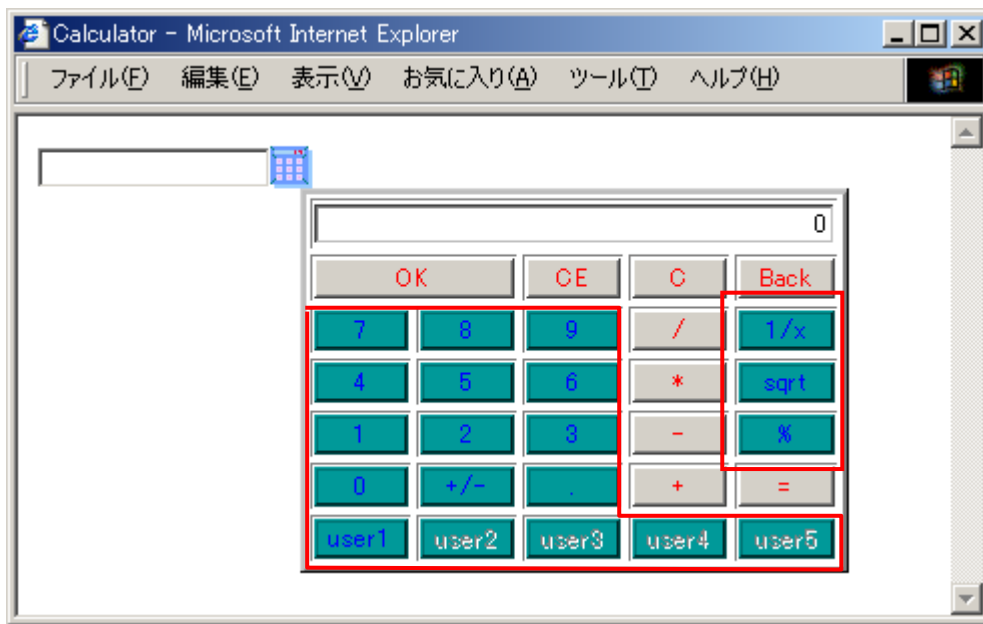 Calculator - Microsoft Internet Explorer
ファイル(F) 編集(E) 表示(V) お気に入り(A) ツール(T) ヘルプ(H)
0
OK CE C Back
7 8 9 / 1/x
4 5 6 * sqrt
1 2 3 - %
0 +/- . + =
user1 user2 user3 user4 user5